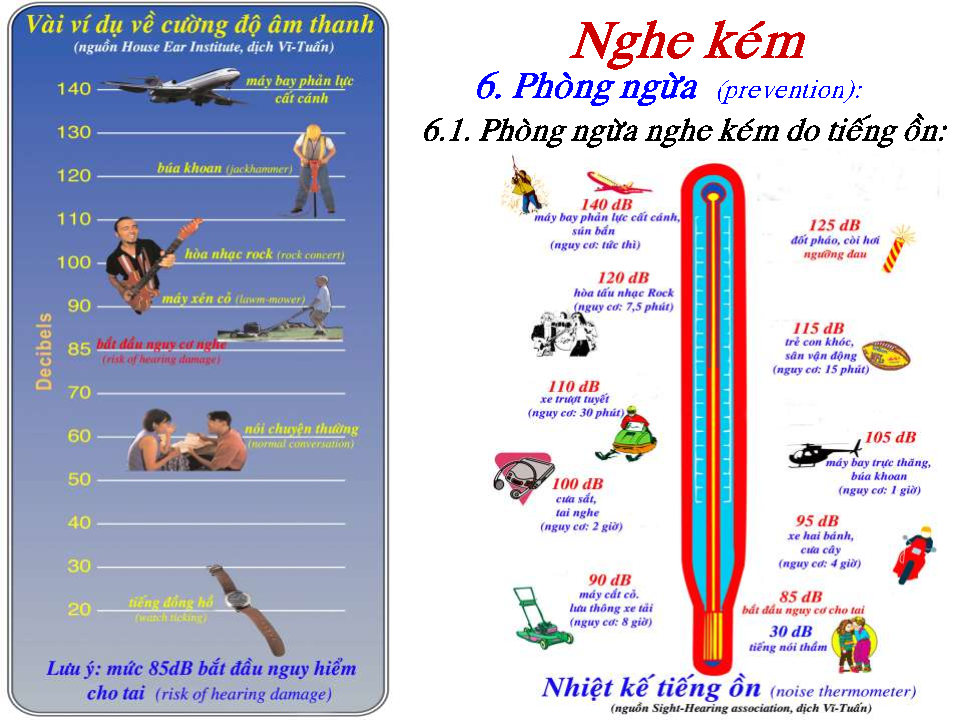 Vài ví dụ về cường độ âm thanh
(nguồn House Ear Institute, dịch Vĩ-Tuấn)
140
máy bay phản lực
cất cánh
130
búa khoan (jackhammer)
120
110
hòa nhạc rock (rock concert)
100
máy xén cỏ (lawm-mower)
90
bắt đầu nguy cơ nghe
85
(risk of hearing damage)
Decibels
70
nói chuyện thường
60
(normal conversation)
50
40
30
tiếng đồng hồ
20
(watch ticking)
Lưu ý: mức 85dB bắt đầu nguy hiểm
cho tai (risk of hearing damage)
Nghe kém
6. Phòng ngừa (prevention):
6.1. Phòng ngừa nghe kém do tiếng ồn:
140 dB
máy bay phản lực cất cánh,
sún bắn
(nguy cơ: tức thì)
125 dB
đốt pháo, còi hơi
ngưỡng đau
120 dB
hòa tấu nhạc Rock
(nguy cơ: 7,5 phút)
115 dB
trẻ con khóc,
sân vận động
(nguy cơ: 15 phút)
110 dB
xe trượt tuyết
(nguy cơ: 30 phút)
105 dB
máy bay trực thăng,
búa khoan
(nguy cơ: 1 giờ)
100 dB
cưa sắt,
tai nghe
(nguy cơ: 2 giờ)
95 dB
xe hai bánh,
cưa cây
(nguy cơ: 4 giờ)
90 dB
máy cắt cỏ.
lưu thông xe tải
(nguy cơ: 8 giờ)
85 dB
bắt đầu nguy cơ cho tai
30 dB
tiếng nói thầm
Nhiệt kế tiếng ồn (noise thermometer)
(nguồn Sight-Hearing association, dịch Vĩ-Tuấn)